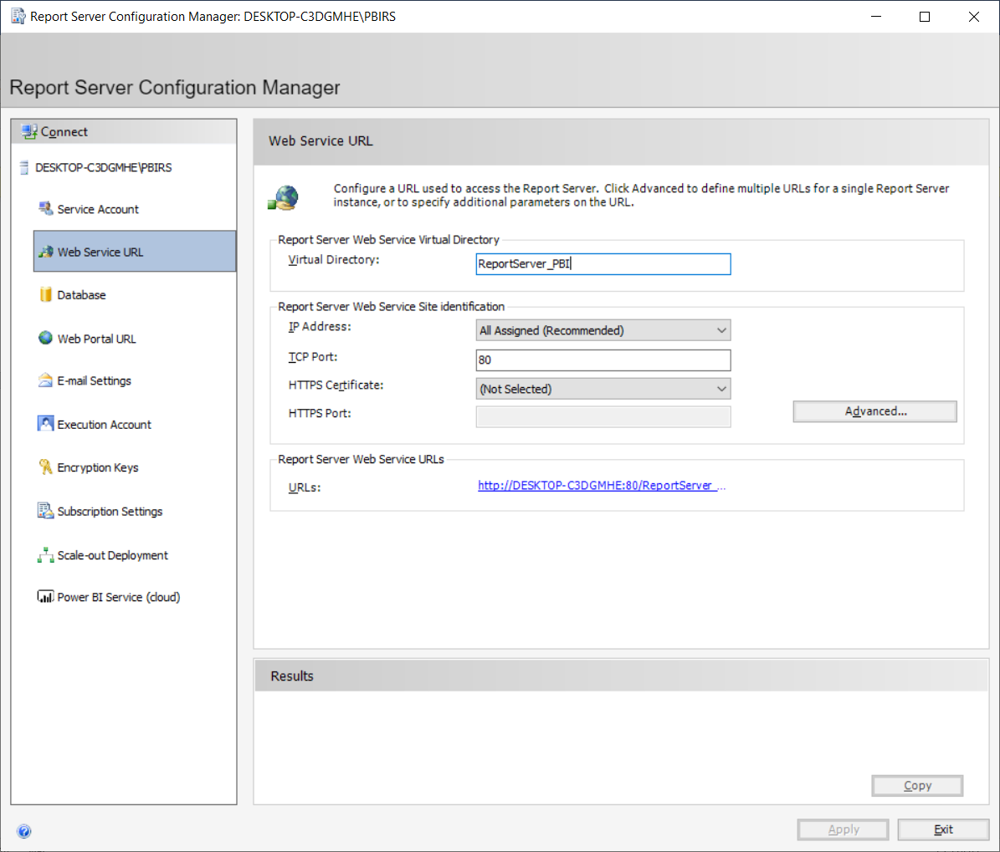 Report Server Configuration Manager: DESKTOP-C3DGMHE\PBIRS
Report Server Configuration Manager
Connect
DESKTOP-C3DGMHE\PBIRS
Service Account
Web Service URL
Database
Web Portal URL
E-mail Settings
Execution Account
Encryption Keys
Subscription Settings
Scale-out Deployment
Power BI Service (cloud)
Web Service URL
Configure a URL used to access the Report Server. Click Advanced to define multiple URLs for a single Report Server
instance, or to specify additional parameters on the URL.
Report Server Web Service Virtual Directory
Virtual Directory: ReportServer_PBI
Report Server Web Service Site identification
IP Address: All Assigned (Recommended)
TCP Port: 80
HTTPS Certificate: (Not Selected)
HTTPS Port:
Advanced...
Report Server Web Service URLs
URLs: http://DESKTOP-C3DGMHE:80/ReportServer_...
Results
Copy
Apply Exit